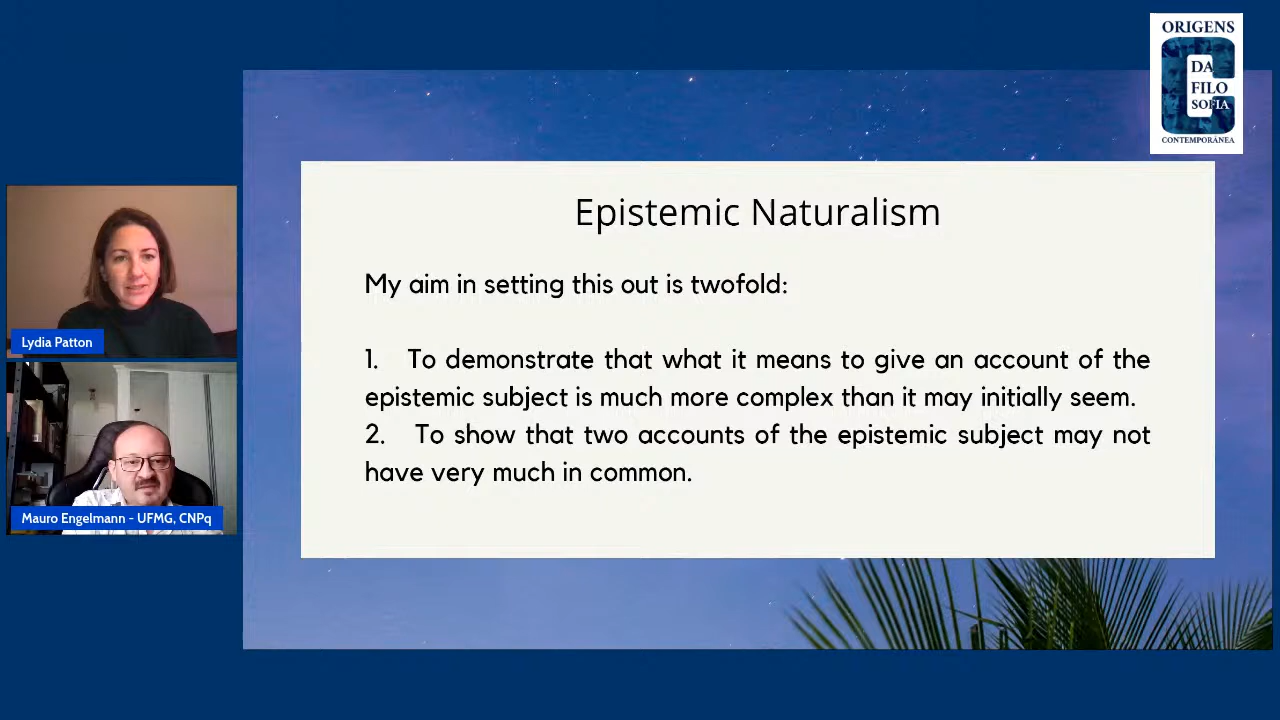 ORIGENS
DA
FILO
SOFIA
CONTEMPORÂNEA
Epistemic Naturalism
My aim in setting this out is twofold:
1. To demonstrate that what it means to give an account of the
epistemic subject is much more complex than it may initially seem.
2. To show that two accounts of the epistemic subject may not
have very much in common.
Lydia Patton
Mauro Engelmann - UFMG, CNPq